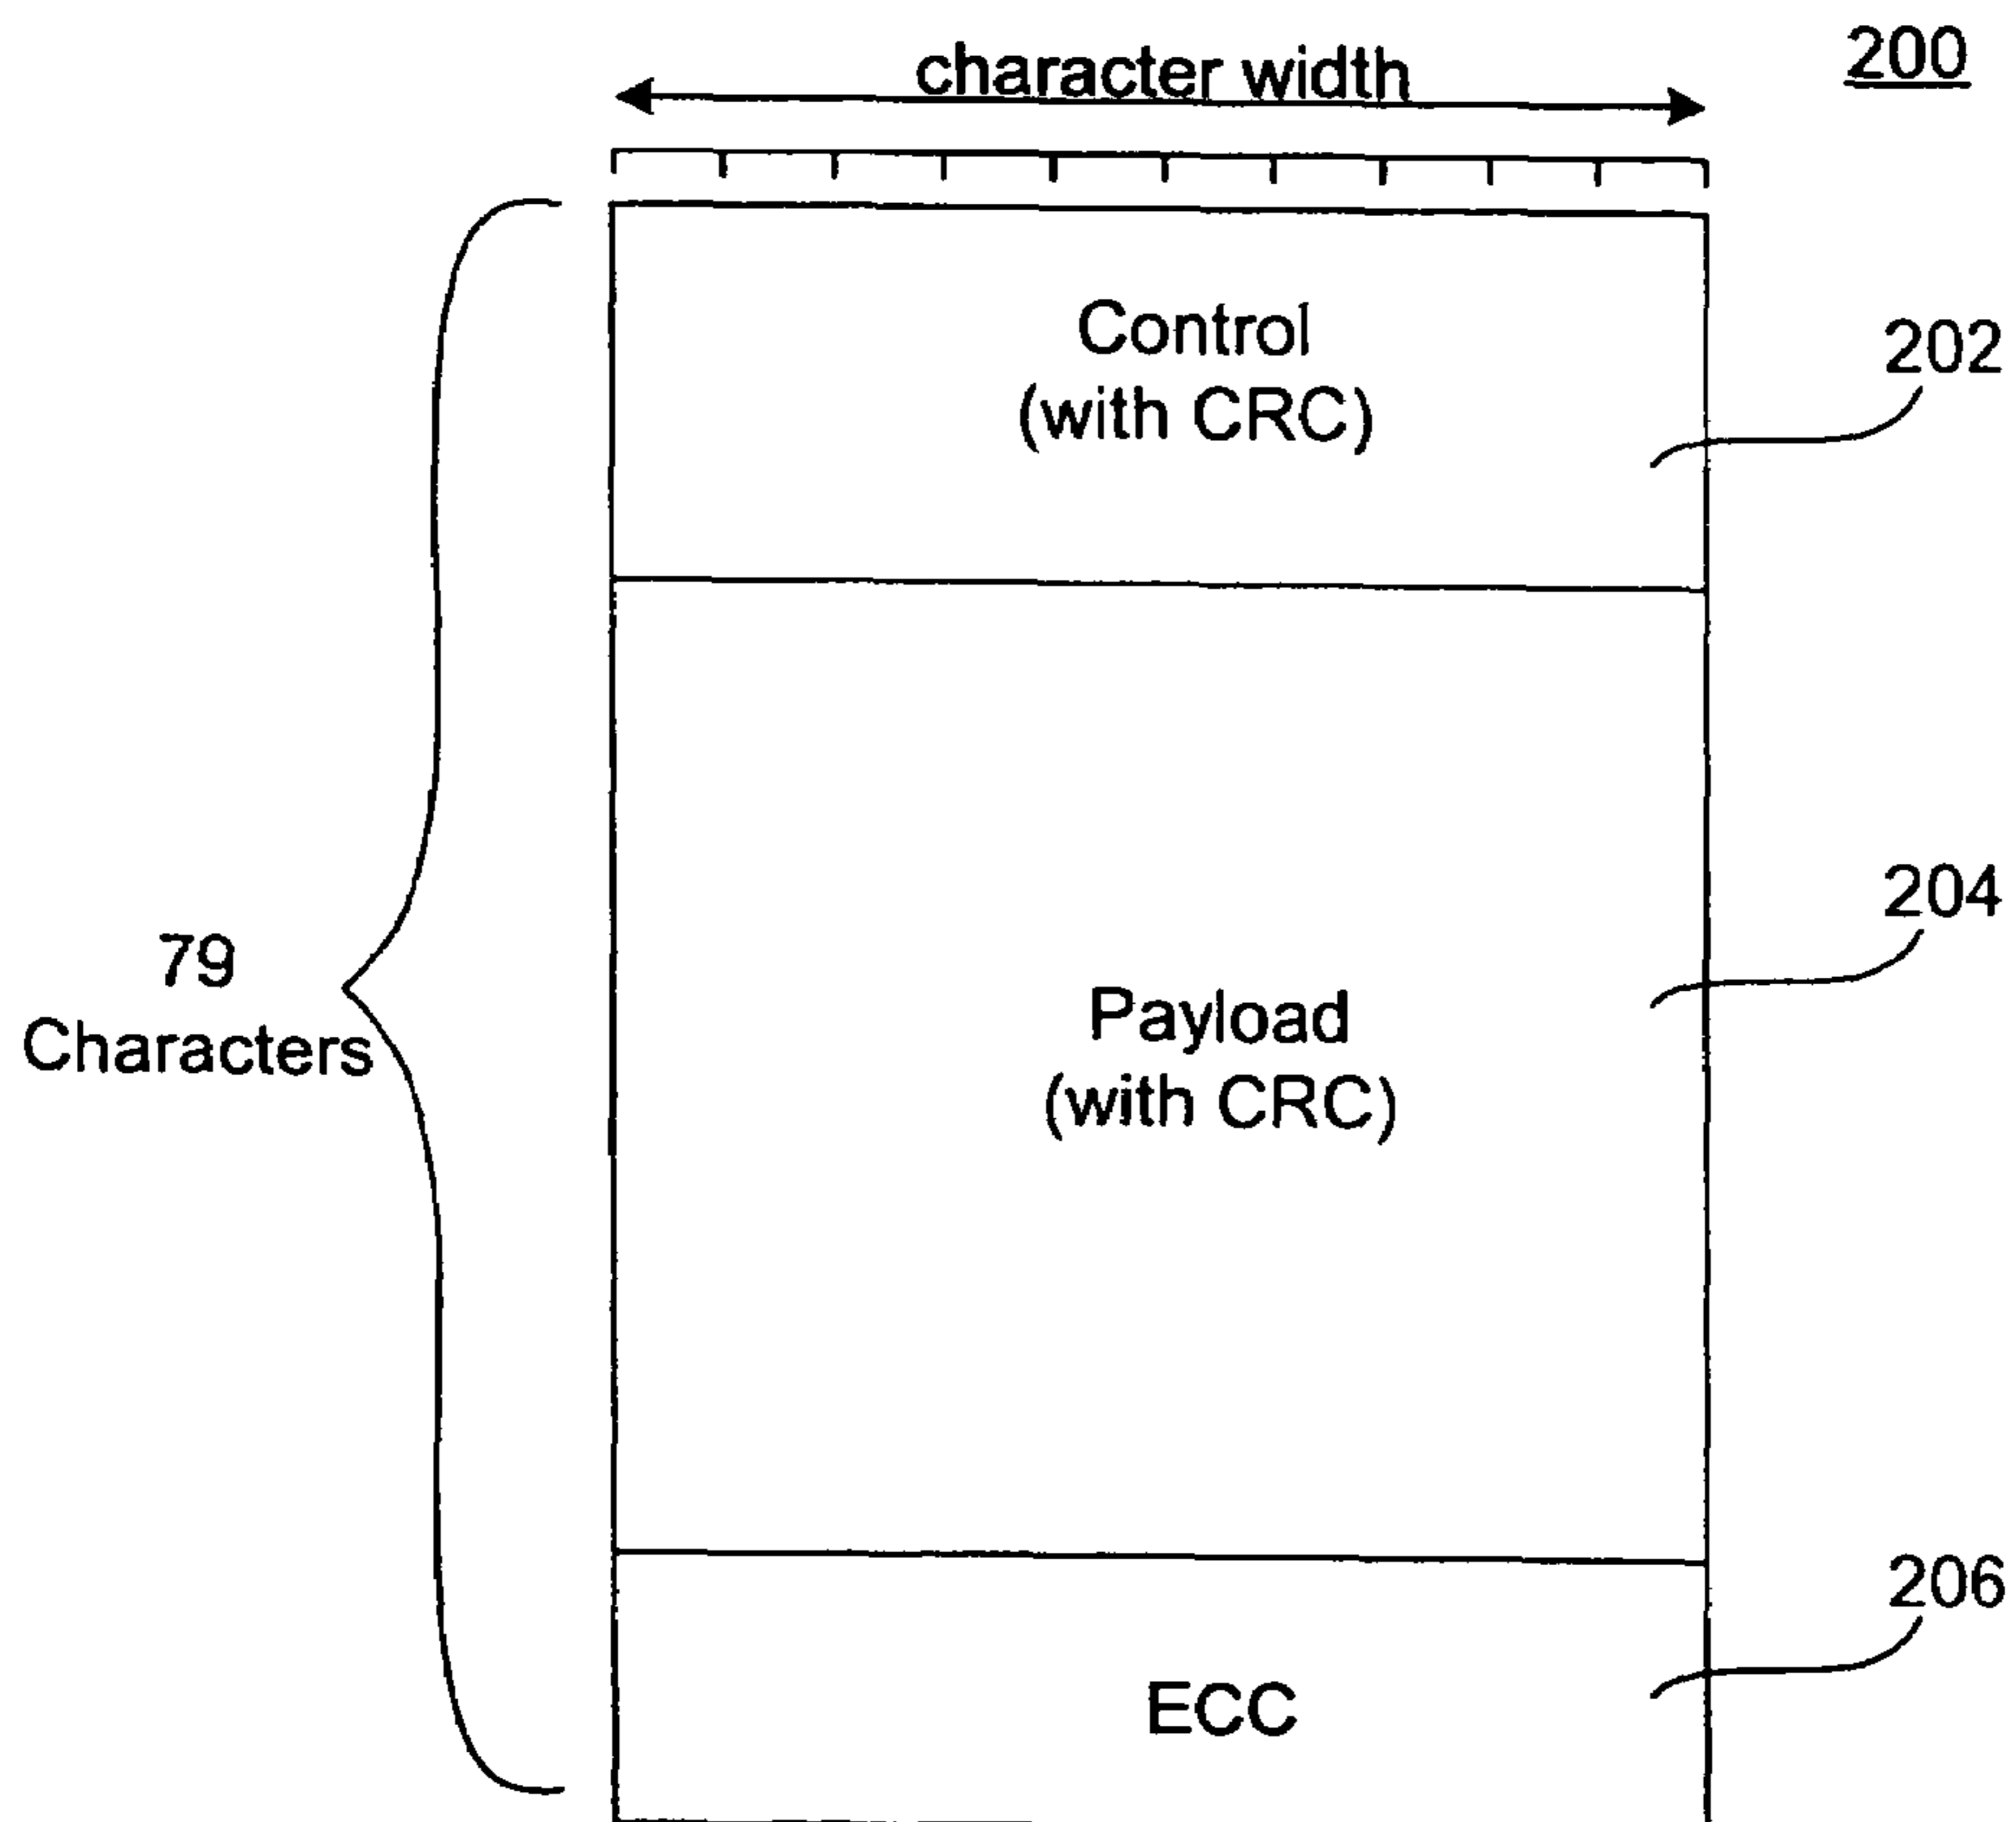 200
character width
Control
(with CRC)
202
79
Characters
Payload
(with CRC)
204
ECC
206